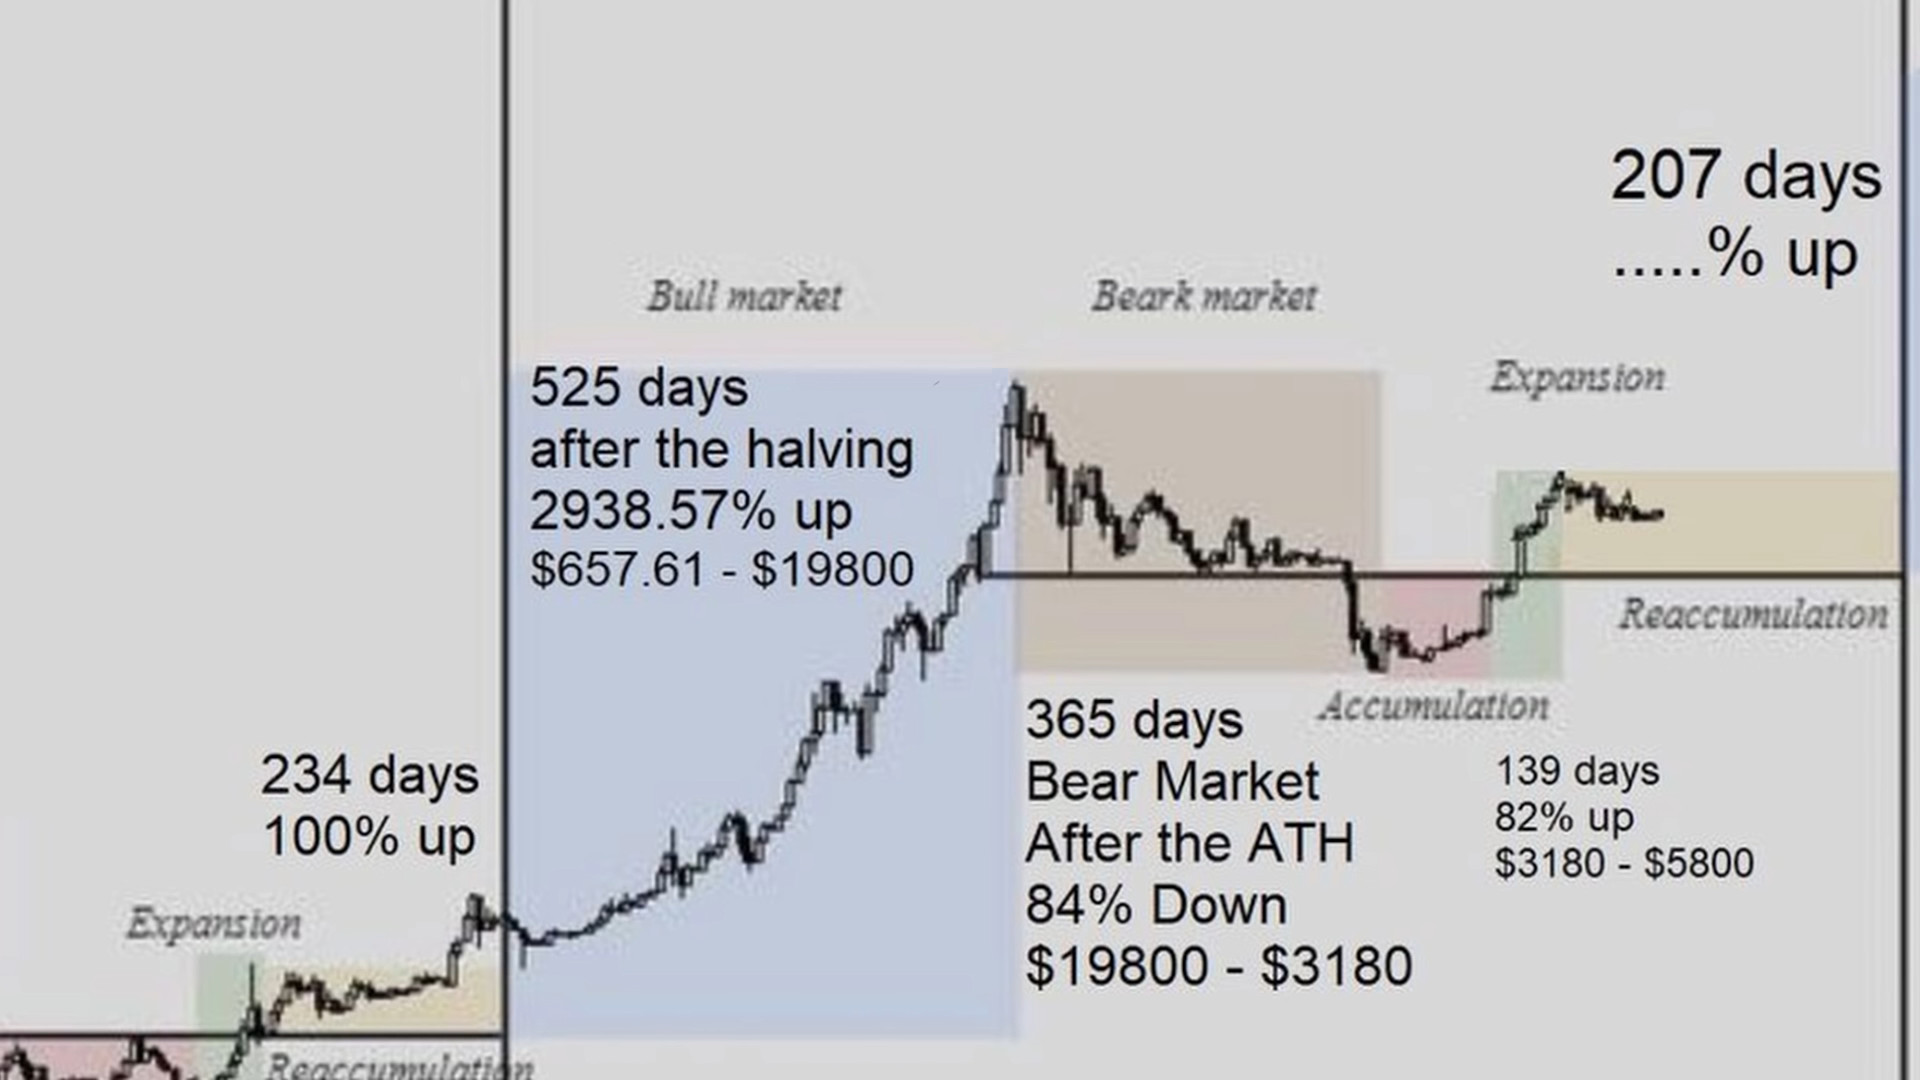 207 days
.....% up
Bull market
Beark market
Expansion
525 days
after the halving
2938.57% up
$657.61 - $19800
Reaccumulation
Accumulation
365 days
Bear Market
After the ATH
84% Down
$19800 - $3180
139 days
82% up
$3180 - $5800
234 days
100% up
Expansion
Reaccumulation